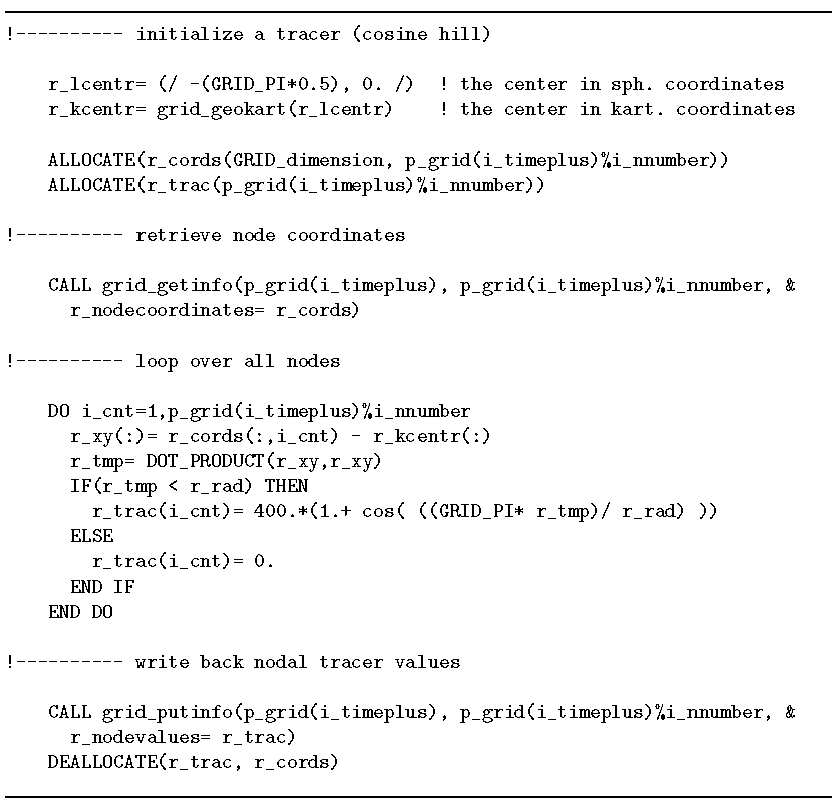 !---------- initialize a tracer (cosine hill)
r_lcentr= (/ -(GRID_PI*0.5), 0. /)  ! the center in sph. coordinates
r_kcentr= grid_geokart(r_lcentr)    ! the center in kart. coordinates
ALLOCATE(r_cords(GRID_dimension, p_grid(i_timeplus)%i_nnumber))
ALLOCATE(r_trac(p_grid(i_timeplus)%i_nnumber))
!---------- retrieve node coordinates
CALL grid_getinfo(p_grid(i_timeplus), p_grid(i_timeplus)%i_nnumber, &
r_nodecoordinates= r_cords)
!---------- loop over all nodes
DO i_cnt=1,p_grid(i_timeplus)%i_nnumber
r_xy(:)= r_cords(:,i_cnt) - r_kcentr(:)
r_tmp= DOT_PRODUCT(r_xy,r_xy)
IF(r_tmp < r_rad) THEN
r_trac(i_cnt)= 400.*(1.+ cos( ((GRID_PI* r_tmp)/ r_rad) ))
ELSE
r_trac(i_cnt)= 0.
END IF
END DO
!---------- write back nodal tracer values
CALL grid_putinfo(p_grid(i_timeplus), p_grid(i_timeplus)%i_nnumber, &
r_nodevalues= r_trac)
DEALLOCATE(r_trac, r_cords)